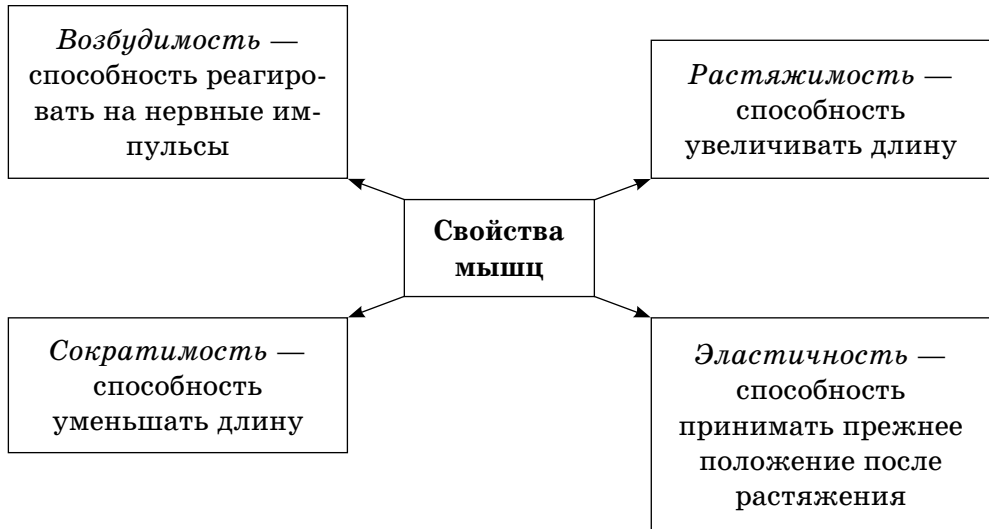 Возбудимость —
способность реагиро-
вать на нервные им-
пульсы
Растяжимость —
способность
увеличивать длину
Свойства
мышц
Сократимость —
способность
уменьшать длину
Эластичность —
способность
принимать прежнее
положение после
растяжения